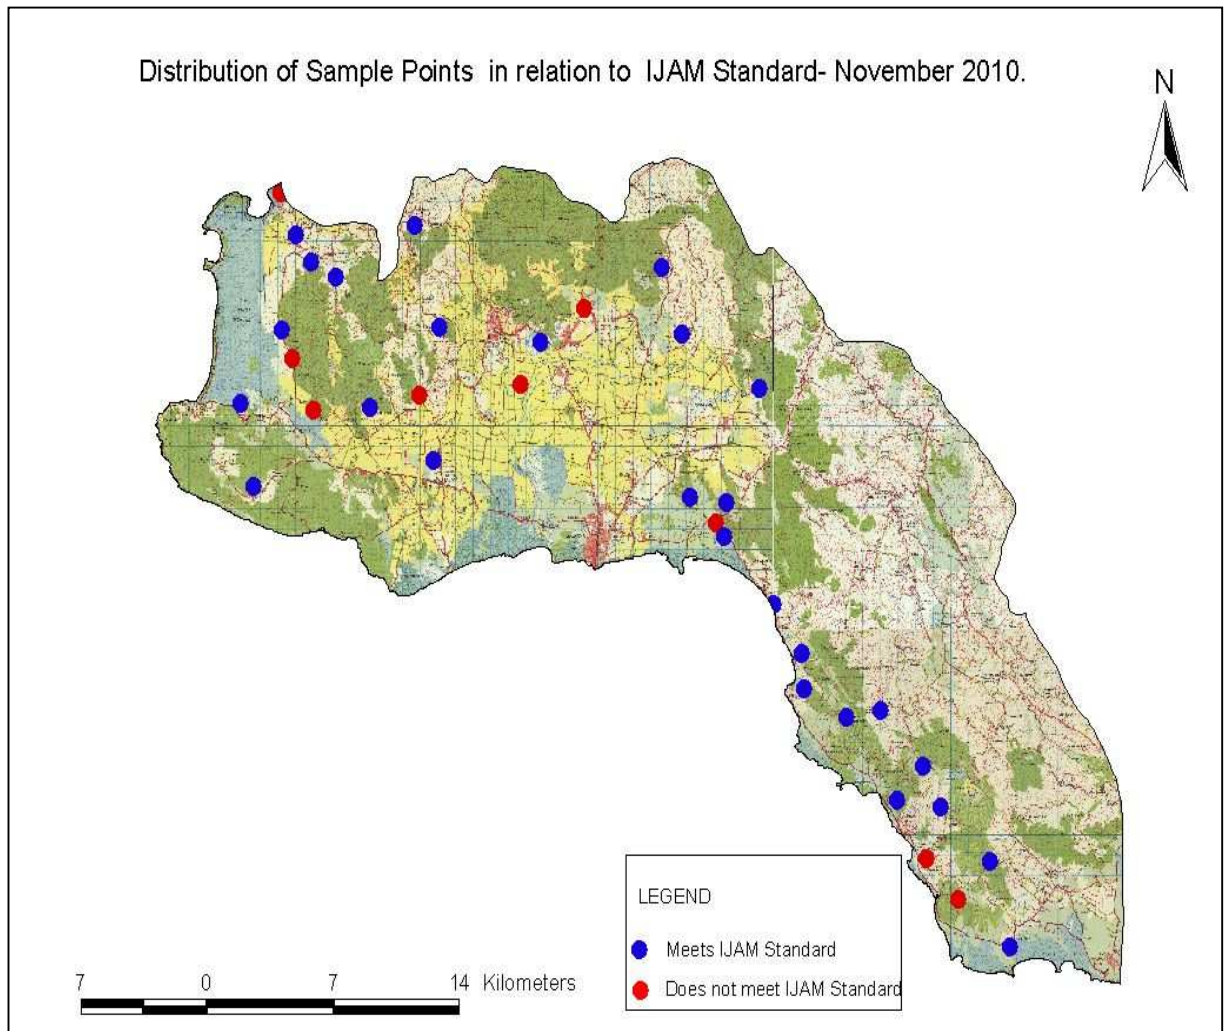 Distribution of Sample Points in relation to IJAM Standard- November 2010.
N
LEGEND
Meets IJAM Standard
Does not meet IJAM Standard
7 0 7 14 Kilometers